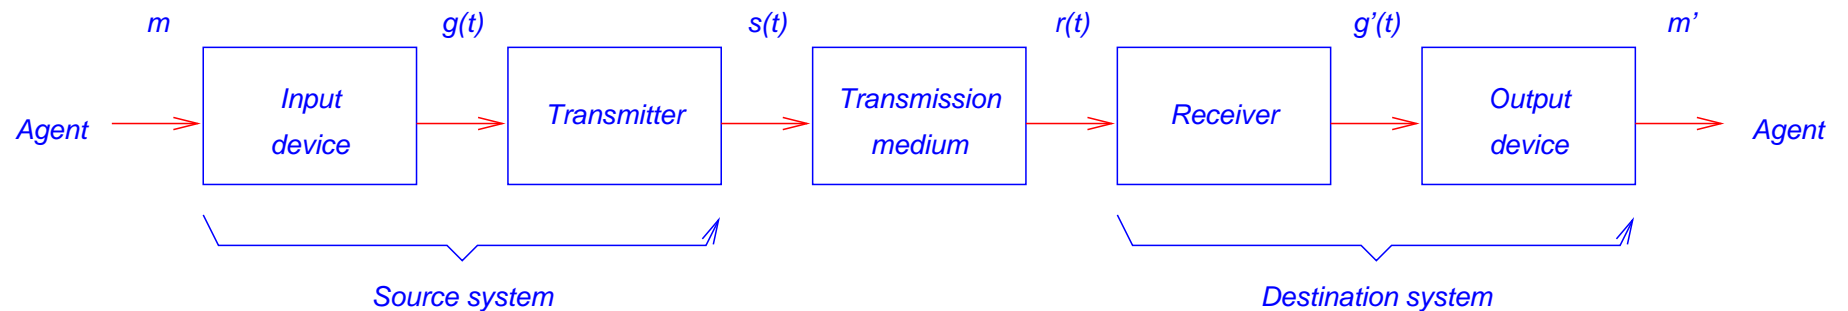 m g(t) s(t) r(t) g’(t) m’
Agent
Input
device
Transmitter
Transmission
medium
Receiver
Output
device
Agent
Source system
Destination system